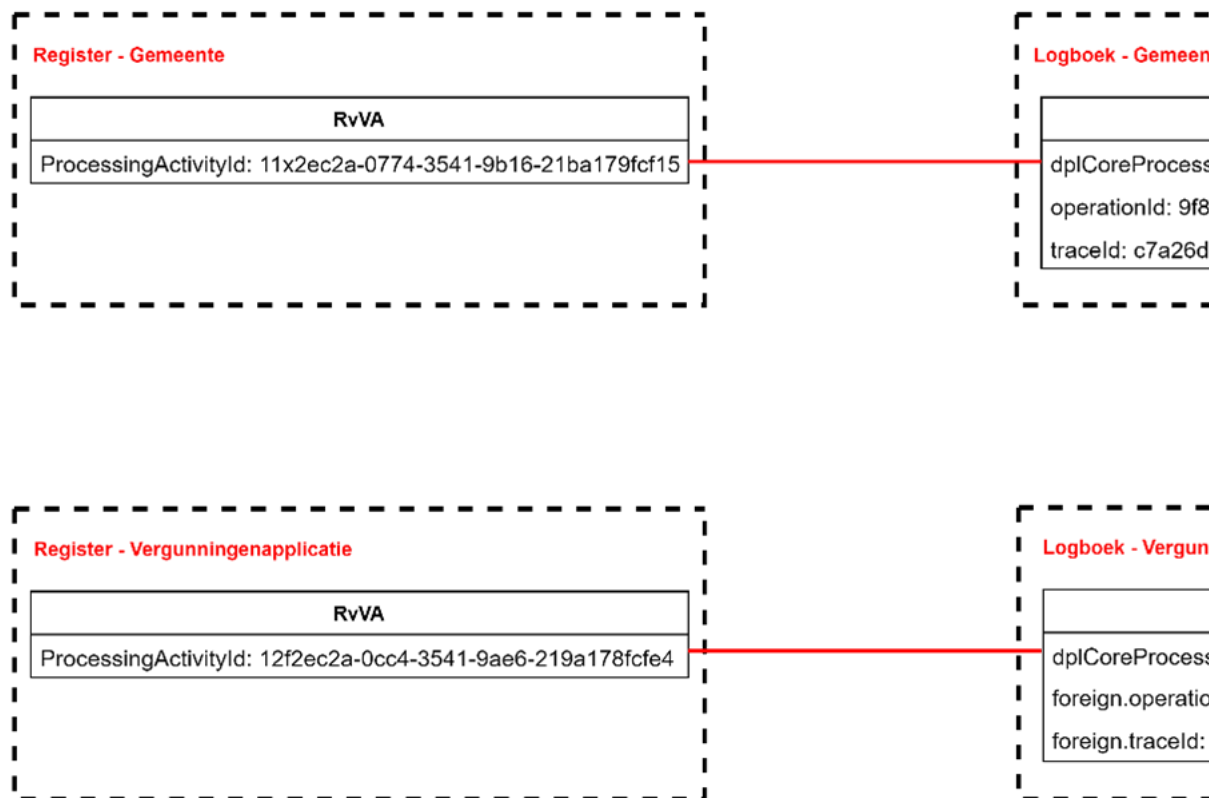 Register - Gemeente
RvVA
ProcessingActivityId: 11x2ec2a-0774-3541-9b16-21ba179fcf15
Logboek - Gemeen
dplCoreProcess
operationId: 9f8
traceId: c7a26d
Register - Vergunningenapplicatie
RvVA
ProcessingActivityId: 12f2ec2a-0cc4-3541-9ae6-219a178fcfe4
Logboek - Vergun
dplCoreProcess
foreign.operatio
foreign.traceId: